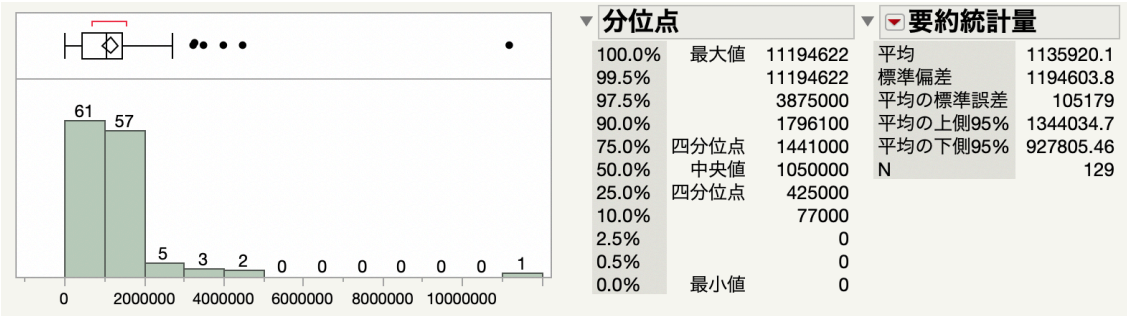 61 57 5 3 2 0 0 0 0 0 0 1
0 2000000 4000000 6000000 8000000 10000000
分位点
100.0% 最大値 11194622
99.5% 11194622
97.5% 3875000
90.0% 1796100
75.0% 四分位点 1441000
50.0% 中央値 1050000
25.0% 四分位点 425000
10.0% 77000
2.5% 0
0.5% 0
0.0% 最小値 0
要約統計量
平均 1135920.1
標準偏差 1194603.8
平均の標準誤差 105179
平均の上側95% 1344034.7
平均の下側95% 927805.46
N 129